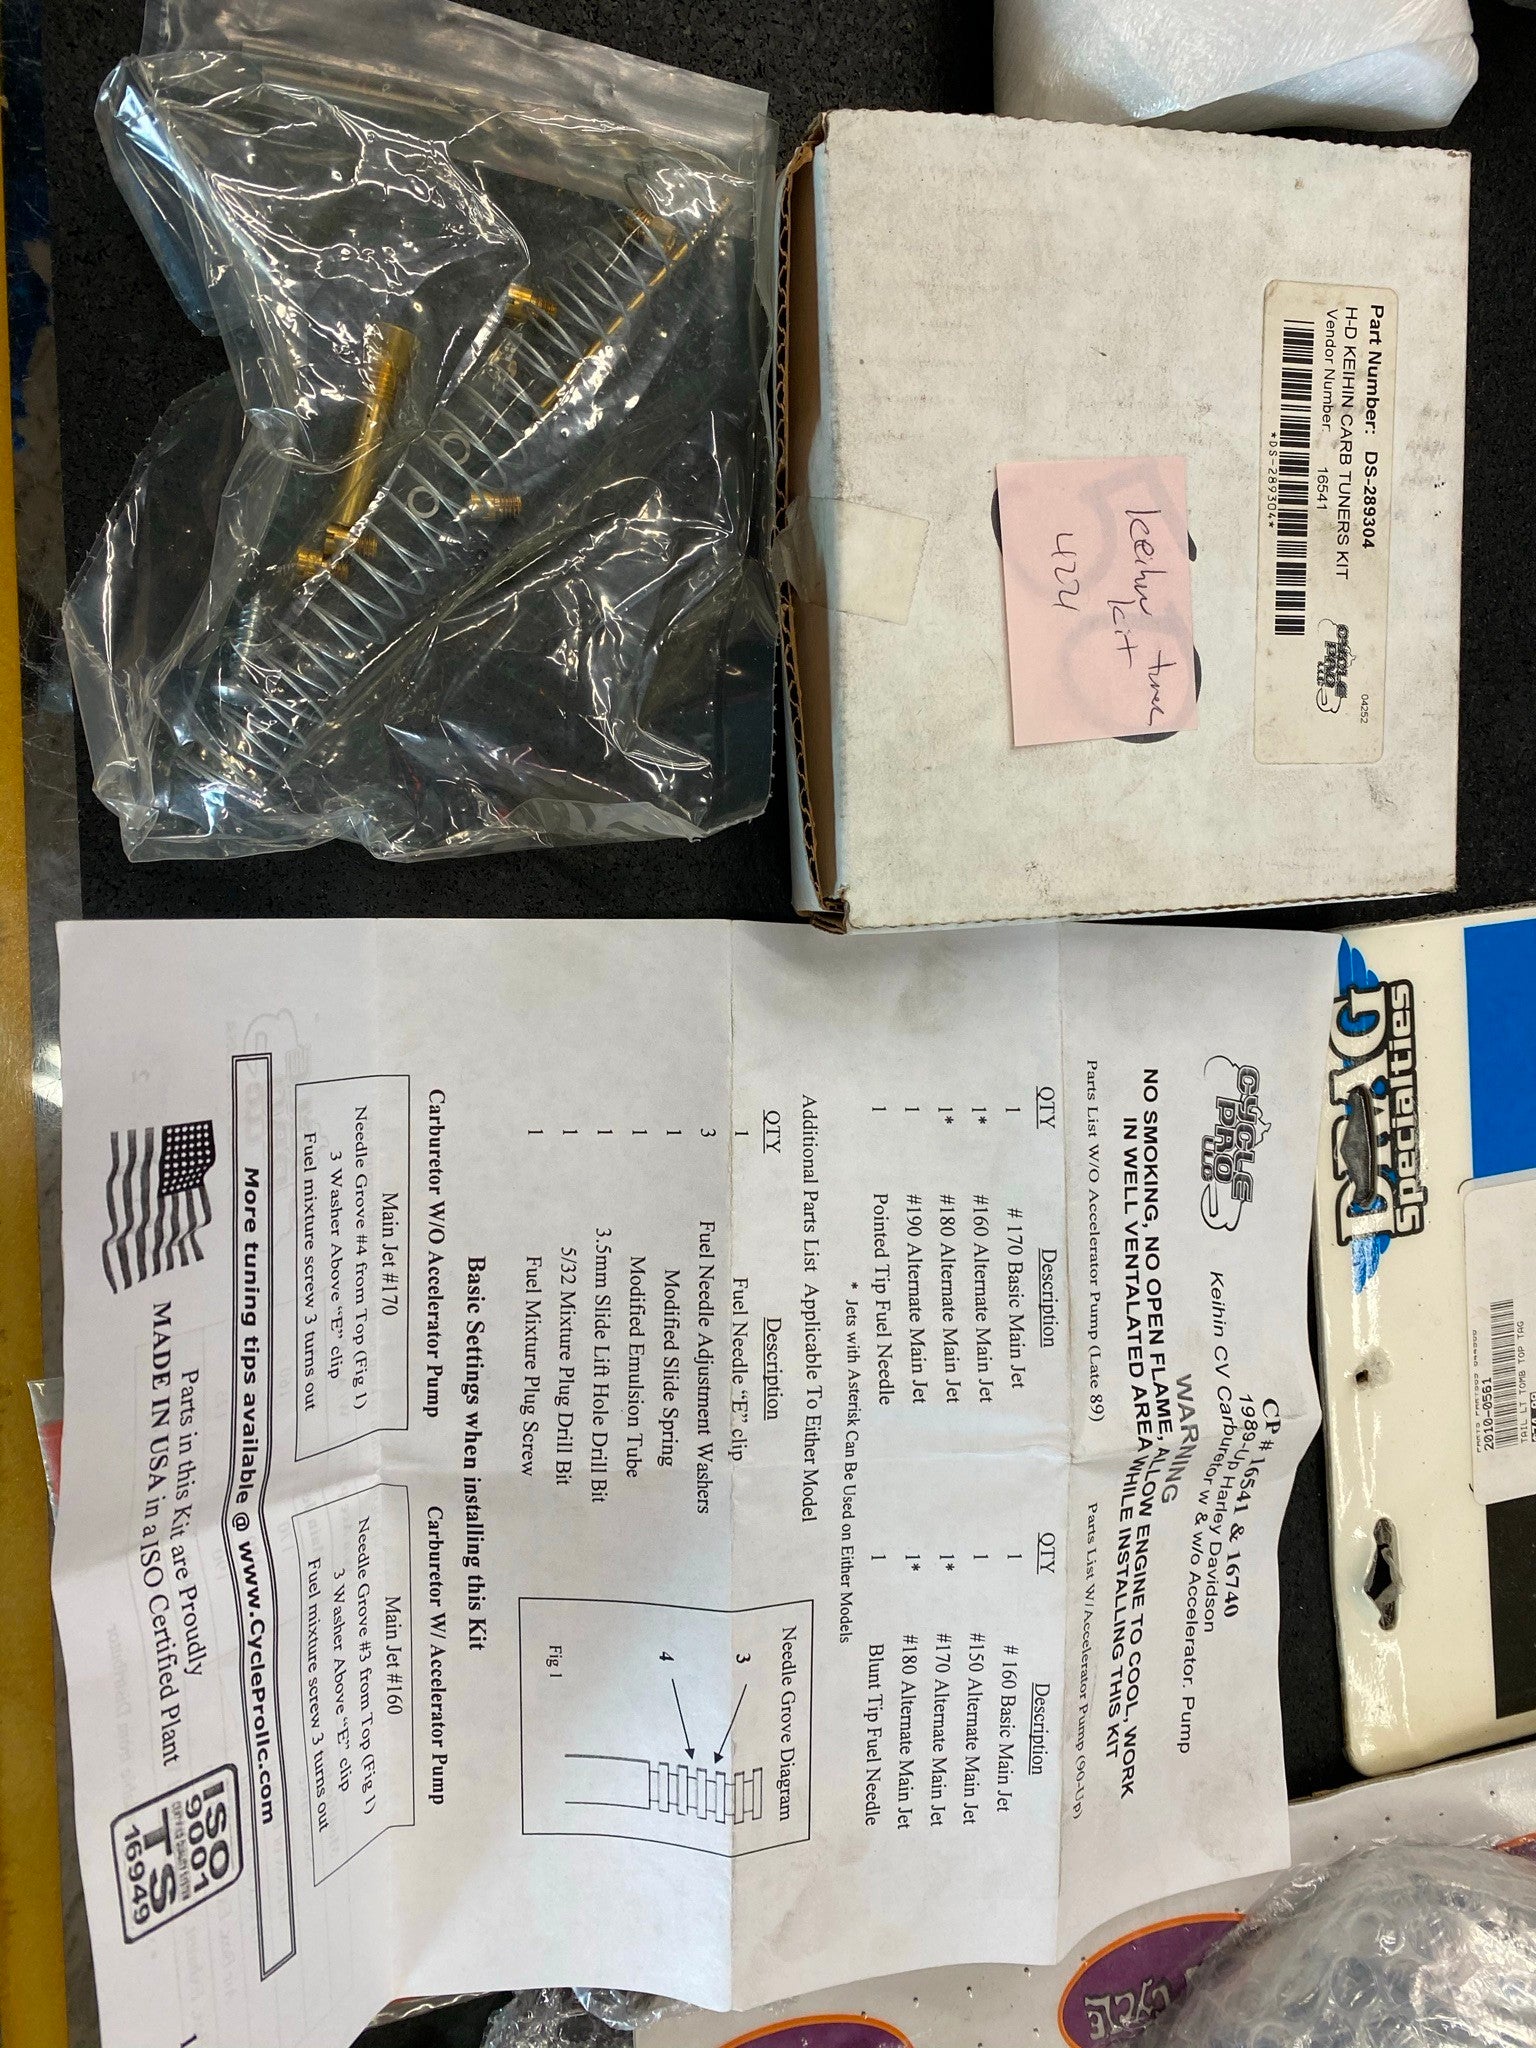 Part Number: DS-289304
H-D KEIHIN CARB TUNERS KIT
Vendor Number: 16541
*DS-289304*
CYCLE
PRO
LLC
04252
50
Keihin tuner
kit
4224
DRAG
Specialties
2010-0561
CYCLE
PRO
LLC
CP # 16541 & 16740
1989-Up Harley Davidson
Keihin CV Carburetor w & w/o Accelerator. Pump
WARNING
NO SMOKING, NO OPEN FLAME, ALLOW ENGINE TO COOL, WORK
IN WELL VENTALATED AREA WHILE INSTALLING THIS KIT
Parts List W/O Accelerator Pump (Late 89)
QTY Description
1 #170 Basic Main Jet
1* #160 Alternate Main Jet
1* #180 Alternate Main Jet
1 #190 Alternate Main Jet
1 Pointed Tip Fuel Needle
Parts List W/Accelerator Pump (90-Up)
QTY Description
1 #160 Basic Main Jet
1 #150 Alternate Main Jet
1* #170 Alternate Main Jet
1* #180 Alternate Main Jet
1 Blunt Tip Fuel Needle
* Jets with Asterisk Can Be Used on Either Models
Additional Parts List Applicable To Either Model
QTY Description
1 Fuel Needle "E" clip
3 Fuel Needle Adjustment Washers
1 Modified Slide Spring
1 Modified Emulsion Tube
1 3.5mm Slide Lift Hole Drill Bit
1 5/32 Mixture Plug Drill Bit
1 Fuel Mixture Plug Screw
Needle Grove Diagram
3
4
Fig 1
Basic Settings when installing this Kit
Carburetor W/O Accelerator Pump
Main Jet #170
Needle Grove #4 from Top (Fig 1)
3 Washer Above "E" clip
Fuel mixture screw 3 turns out
Carburetor W/ Accelerator Pump
Main Jet #160
Needle Grove #3 from Top (Fig 1)
3 Washer Above "E" clip
Fuel mixture screw 3 turns out
More tuning tips available @ www.CycleProllc.com
Parts in this Kit are Proudly
MADE IN USA in a ISO Certified Plant
ISO
9001
TS
16949
1